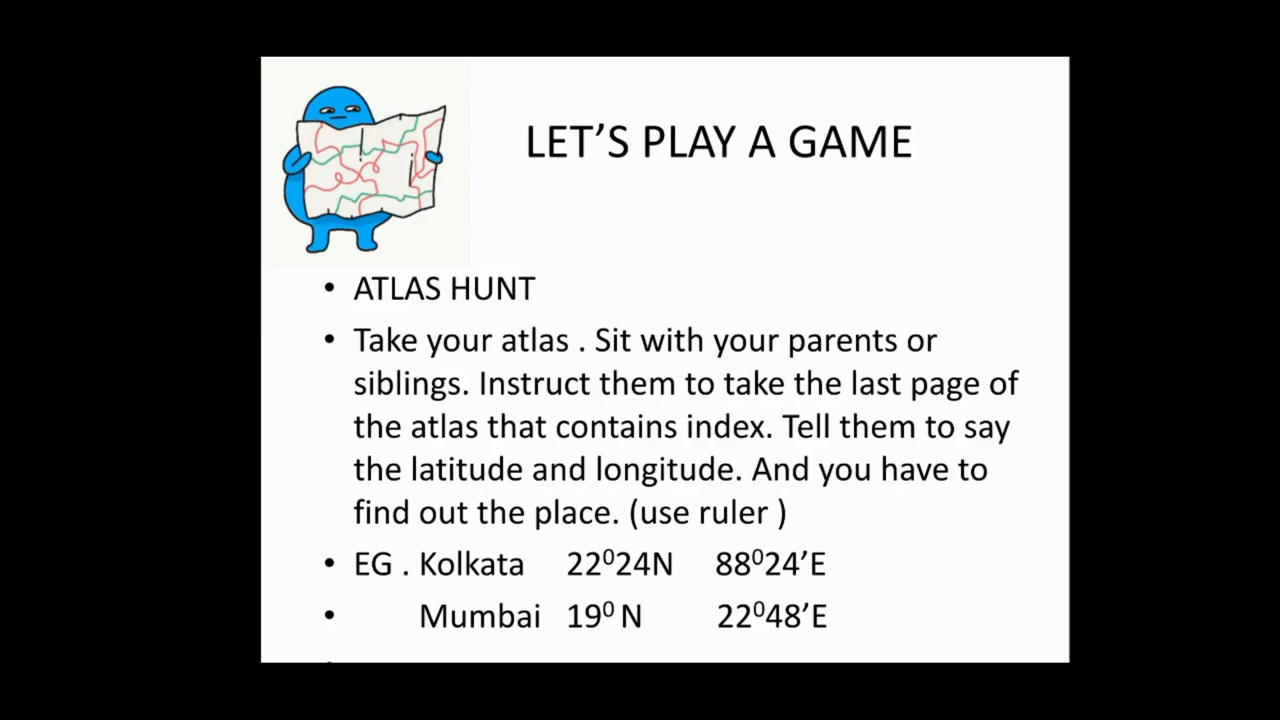 LET’S PLAY A GAME
• ATLAS HUNT
• Take your atlas . Sit with your parents or
siblings. Instruct them to take the last page of
the atlas that contains index. Tell them to say
the latitude and longitude. And you have to
find out the place. (use ruler )
• EG . Kolkata 22⁰24N 88⁰24’E
• Mumbai 19⁰ N 22⁰48’E